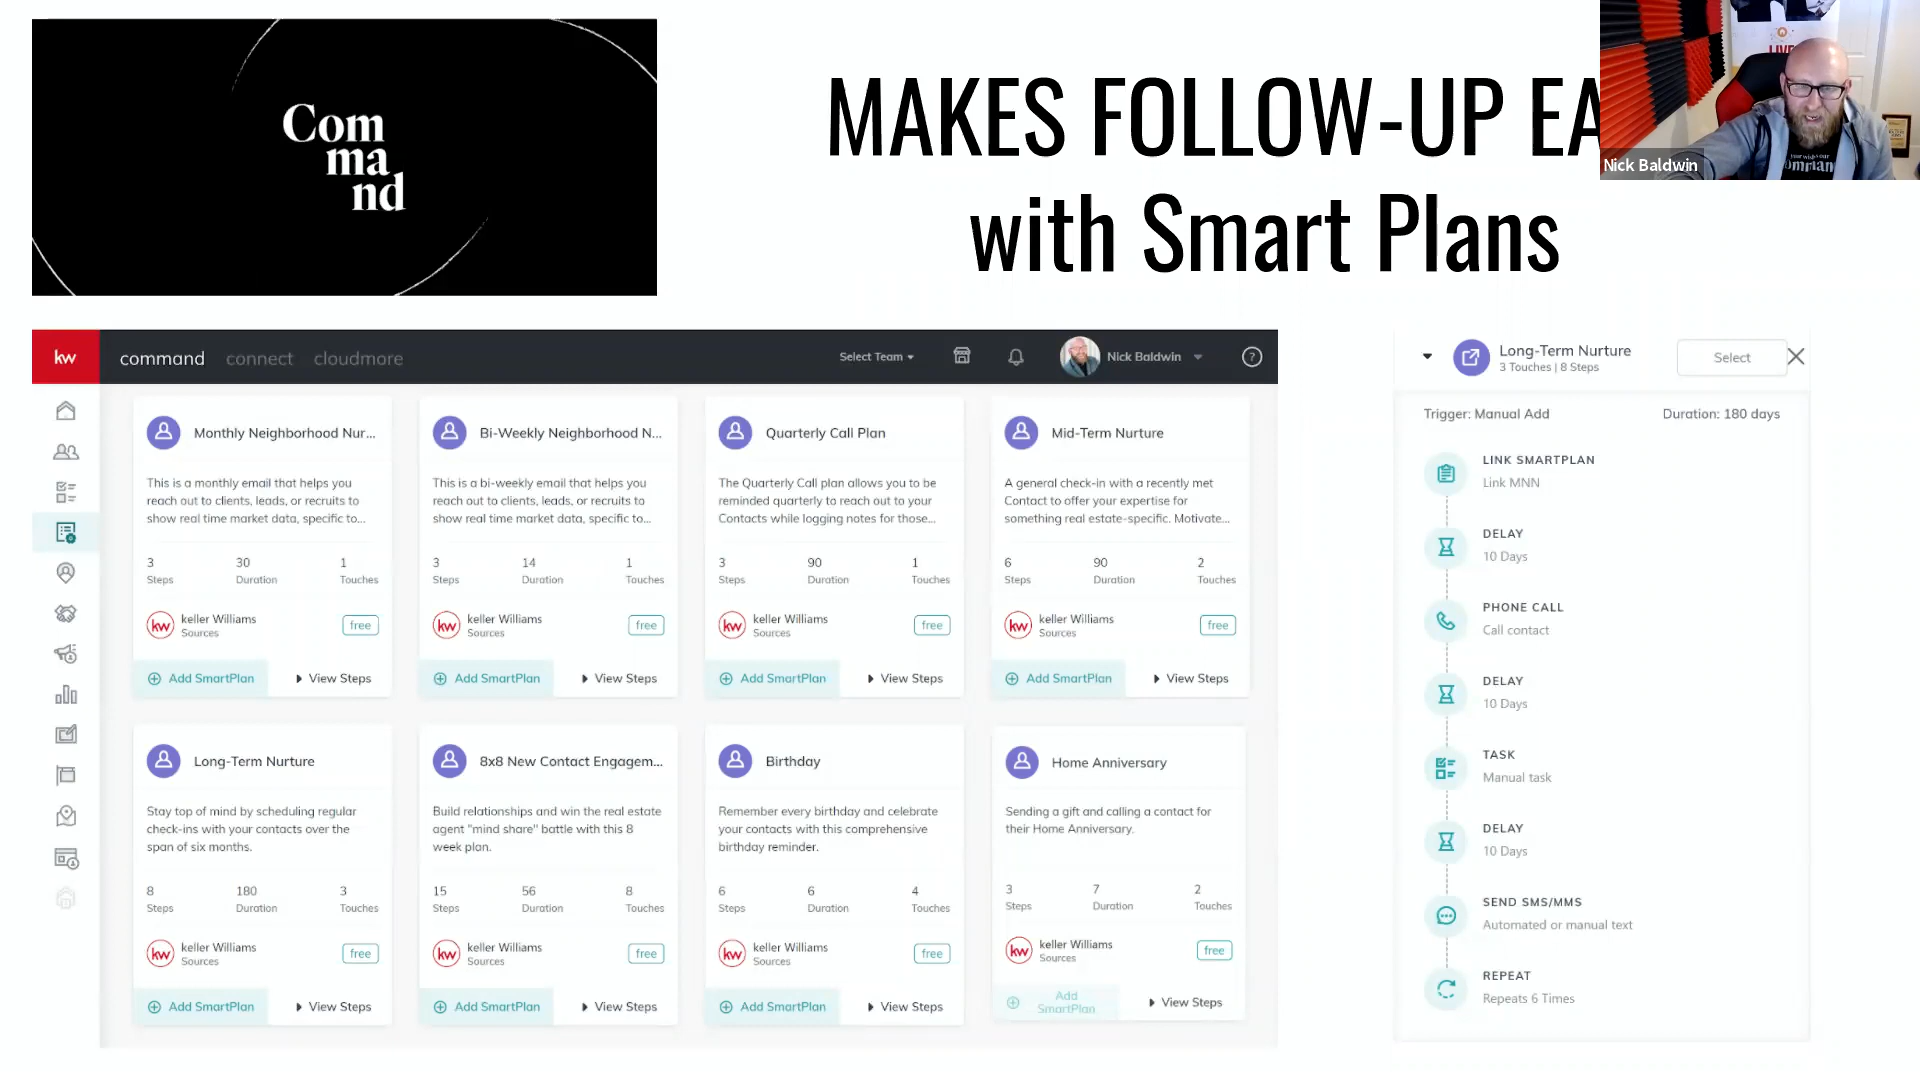 Com
ma
nd
MAKES FOLLOW-UP EA
with Smart Plans
LIVE
Nick Baldwin
kw
command connect cloudmore
Select Team
Nick Baldwin
?
Monthly Neighborhood Nur...
This is a monthly email that helps you
reach out to clients, leads, or recruits to
show real time market data, specific to...
3 30 1
Steps Duration Touches
kw keller Williams
Sources
free
Add SmartPlan View Steps
Bi-Weekly Neighborhood N...
This is a bi-weekly email that helps you
reach out to clients, leads, or recruits to
show real time market data, specific to...
3 14 1
Steps Duration Touches
kw keller Williams
Sources
free
Add SmartPlan View Steps
Quarterly Call Plan
The Quarterly Call plan allows you to be
reminded quarterly to reach out to your
Contacts while logging notes for those...
3 90 1
Steps Duration Touches
kw keller Williams
Sources
free
Add SmartPlan View Steps
Mid-Term Nurture
A general check-in with a recently met
Contact to offer your expertise for
something real estate-specific. Motivate...
6 90 2
Steps Duration Touches
kw keller Williams
Sources
free
Add SmartPlan View Steps
Long-Term Nurture
Stay top of mind by scheduling regular
check-ins with your contacts over the
span of six months.
8 180 3
Steps Duration Touches
kw keller Williams
Sources
free
Add SmartPlan View Steps
8x8 New Contact Engagem...
Build relationships and win the real estate
agent "mind share" battle with this 8
week plan.
15 56 8
Steps Duration Touches
kw keller Williams
Sources
free
Add SmartPlan View Steps
Birthday
Remember every birthday and celebrate
your contacts with this comprehensive
birthday reminder.
6 6 4
Steps Duration Touches
kw keller Williams
Sources
free
Add SmartPlan View Steps
Home Anniversary
Sending a gift and calling a contact for
their Home Anniversary.
3 7 2
Steps Duration Touches
kw keller Williams
Sources
free
Add
SmartPlan
View Steps
Long-Term Nurture
3 Touches | 8 Steps
Select
Trigger: Manual Add Duration: 180 days
LINK SMARTPLAN
Link MNN
DELAY
10 Days
PHONE CALL
Call contact
DELAY
10 Days
TASK
Manual task
DELAY
10 Days
SEND SMS/MMS
Automated or manual text
REPEAT
Repeats 6 Times